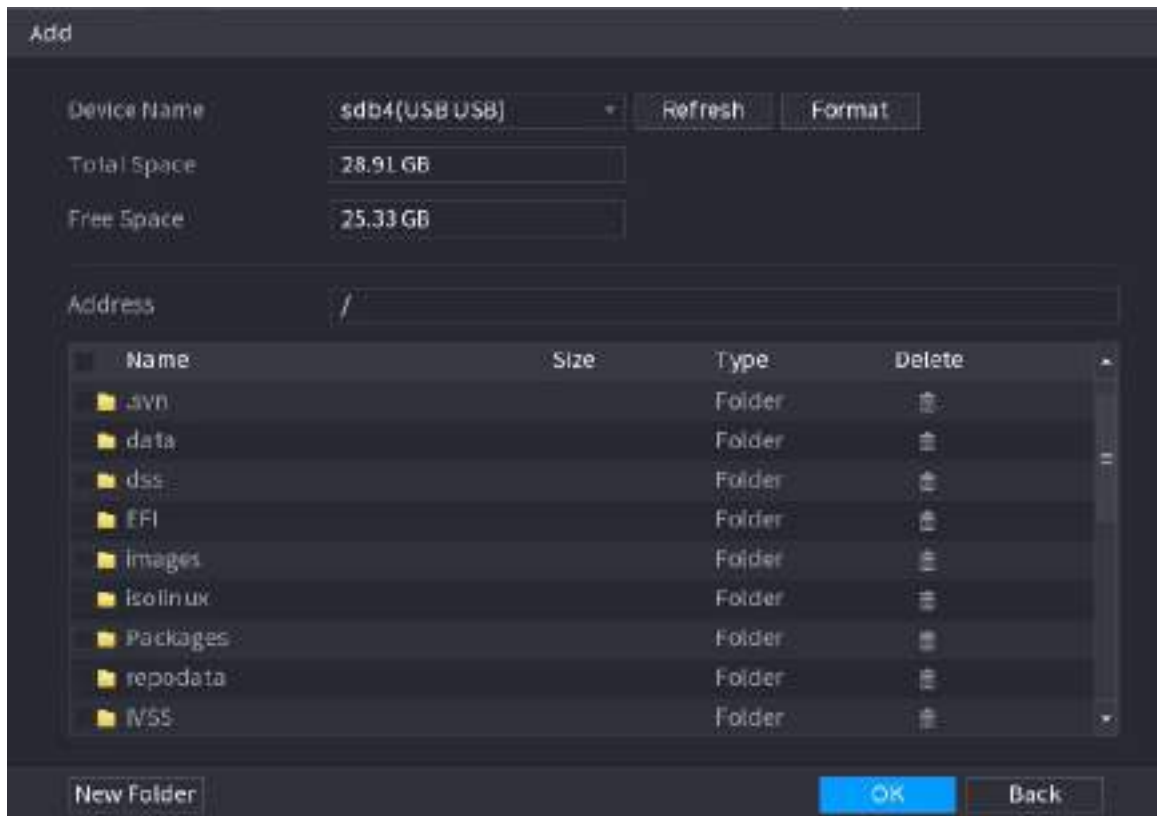 Add
Device Name sdb4(USB USB) Refresh Format
Total Space 28.91 GB
Free Space 25.33 GB
Address /
Name Size Type Delete
.svn Folder
data Folder
dss Folder
EFI Folder
images Folder
isolinux Folder
Packages Folder
repodata Folder
IVSS Folder
New Folder OK Back